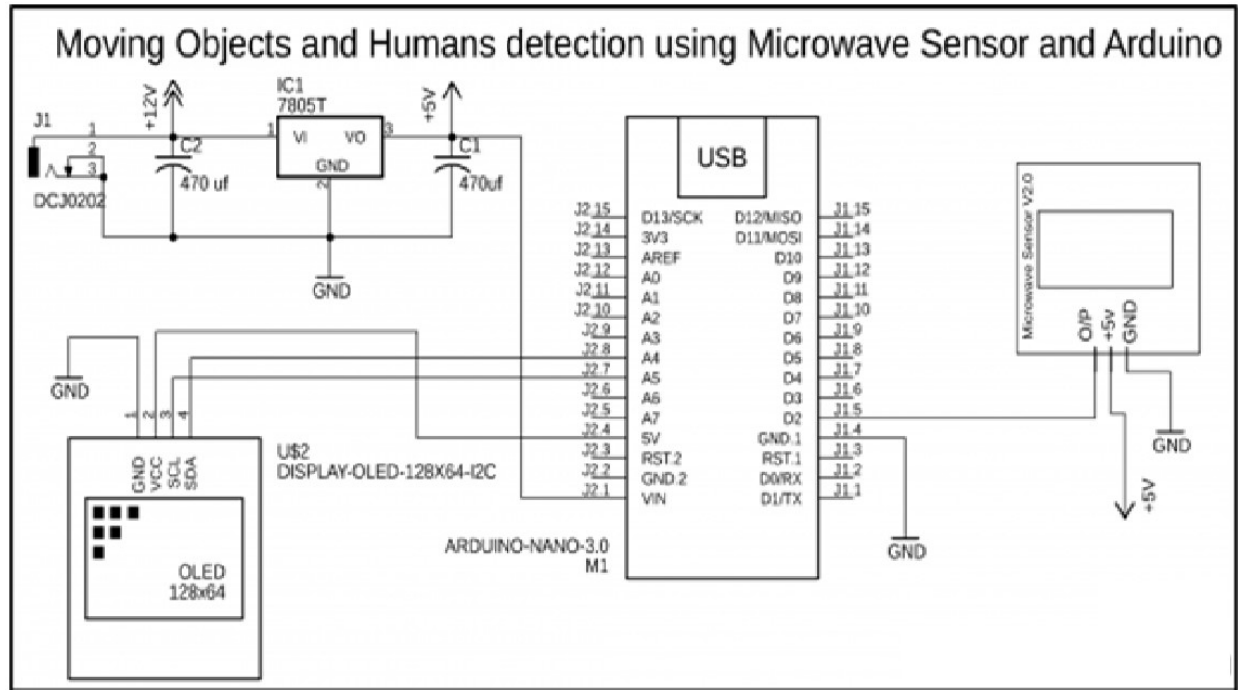 Moving Objects and Humans detection using Microwave Sensor and Arduino
J1
1
2
3
DCJ0202
+12V
C2
470 uf
IC1
7805T
1
VI
VO
3
GND
2
+5V
C1
470uf
GND
USB
J2.15 D13/SCK D12/MISO J1.15
J2.14 3V3 D11/MOSI J1.14
J2.13 AREF D10 J1.13
J2.12 A0 D9 J1.12
J2.11 A1 D8 J1.11
J2.10 A2 D7 J1.10
J2.9 A3 D6 J1.9
J2.8 A4 D5 J1.8
J2.7 A5 D4 J1.7
J2.6 A6 D3 J1.6
J2.5 A7 D2 J1.5
J2.4 5V GND.1 J1.4
J2.3 RST.2 RST.1 J1.3
J2.2 GND.2 D0/RX J1.2
J2.1 VIN D1/TX J1.1
ARDUINO-NANO-3.0
M1
GND
Microwave Sensor V2.0
O/P
+5v
GND
GND
+5V
GND
1
2
3
4
GND
VCC
SCL
SDA
U$2
DISPLAY-OLED-128X64-I2C
OLED
128x64